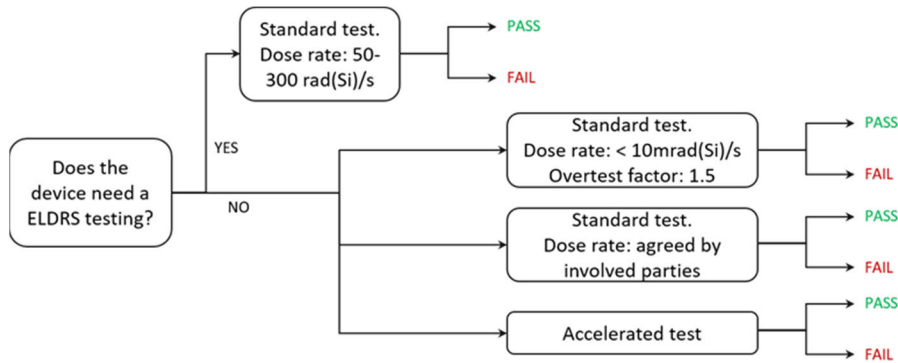 Does the
device need a
ELDRS testing?
YES
NO
Standard test.
Dose rate: 50-
300 rad(Si)/s
PASS
FAIL
Standard test.
Dose rate: < 10mrad(Si)/s
Overtest factor: 1.5
PASS
FAIL
Standard test.
Dose rate: agreed by
involved parties
PASS
FAIL
Accelerated test
PASS
FAIL